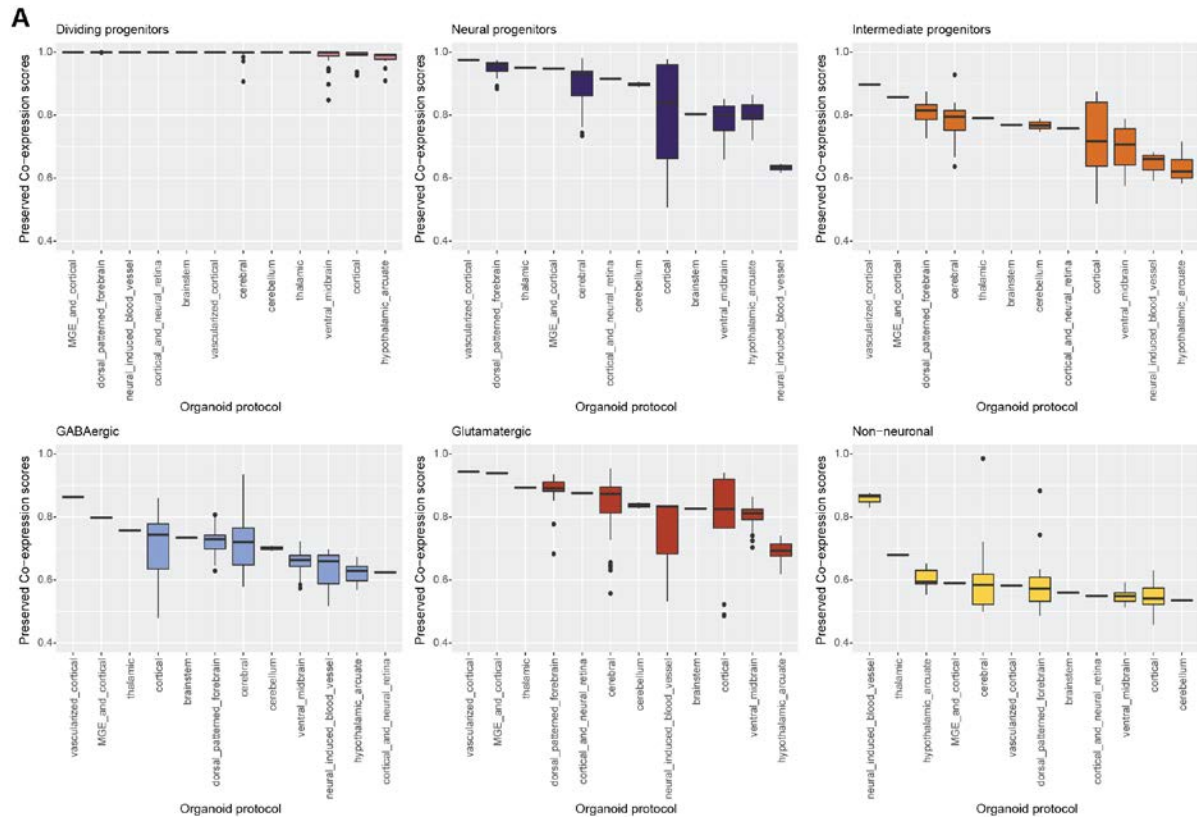 A
Dividing progenitors
Neural progenitors
Intermediate progenitors
Preserved Co-expression scores
1.0
0.8
0.6
0.4
MGE_and_cortical
dorsal_patterned_forebrain
neural_induced_blood_vessel
cortical_and_neural_retina
brainstem
vascularized_cortical
cerebral
cerebellum
thalamic
ventral_midbrain
cortical
hypothalamic_arcuate
Organoid protocol
Preserved Co-expression scores
1.0
0.8
0.6
0.4
vascularized_cortical
dorsal_patterned_forebrain
thalamic
MGE_and_cortical
cerebral
cortical_and_neural_retina
cerebellum
cortical
brainstem
ventral_midbrain
hypothalamic_arcuate
neural_induced_blood_vessel
Organoid protocol
Preserved Co-expression scores
1.0
0.8
0.6
0.4
vascularized_cortical
MGE_and_cortical
dorsal_patterned_forebrain
cerebral
thalamic
brainstem
cerebellum
cortical_and_neural_retina
cortical
ventral_midbrain
neural_induced_blood_vessel
hypothalamic_arcuate
Organoid protocol
GABAergic
Glutamatergic
Non-neuronal
Preserved Co-expression scores
1.0
0.8
0.6
0.4
vascularized_cortical
MGE_and_cortical
thalamic
cortical
brainstem
dorsal_patterned_forebrain
cerebral
cerebellum
ventral_midbrain
neural_induced_blood_vessel
hypothalamic_arcuate
cortical_and_neural_retina
Organoid protocol
Preserved Co-expression scores
1.0
0.8
0.6
0.4
vascularized_cortical
MGE_and_cortical
thalamic
dorsal_patterned_forebrain
cortical_and_neural_retina
cerebral
cerebellum
neural_induced_blood_vessel
brainstem
cortical
ventral_midbrain
hypothalamic_arcuate
Organoid protocol
Preserved Co-expression scores
1.0
0.8
0.6
0.4
neural_induced_blood_vessel
thalamic
hypothalamic_arcuate
MGE_and_cortical
cerebral
vascularized_cortical
dorsal_patterned_forebrain
brainstem
cortical_and_neural_retina
ventral_midbrain
cortical
cerebellum
Organoid protocol